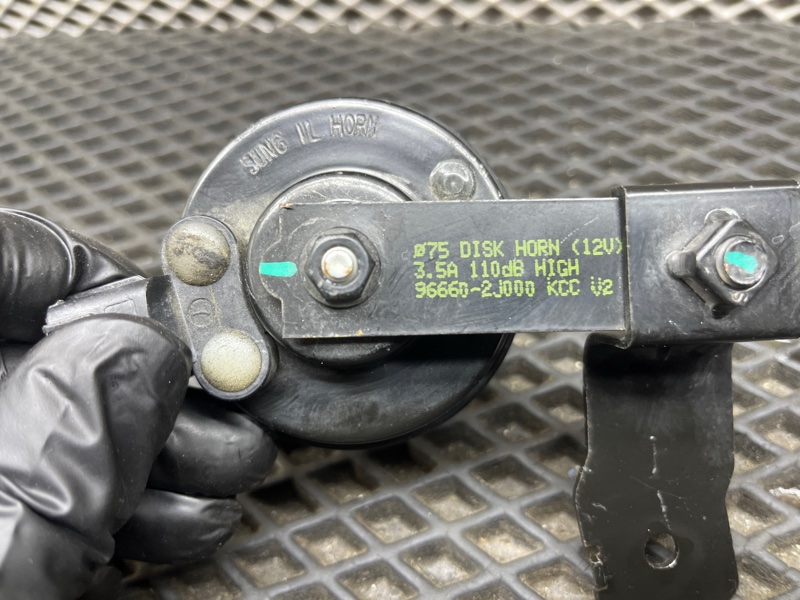 SUNG IL HORN
Ø75 DISK HORN (12V)
3.5A 110dB HIGH
96660-2J000 KCC V2